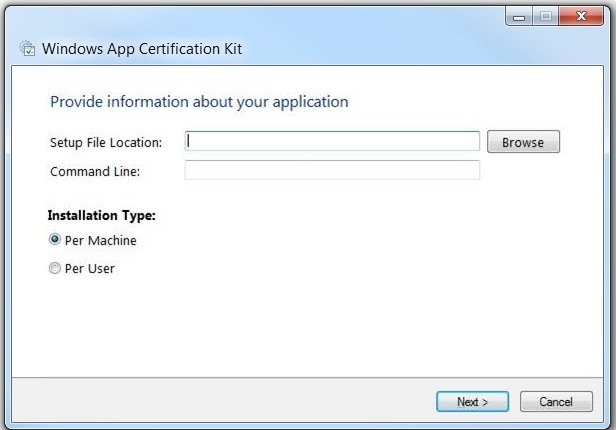 Windows App Certification Kit
Provide information about your application
Setup File Location:
Browse
Command Line:
Installation Type:
Per Machine
Per User
Next >
Cancel